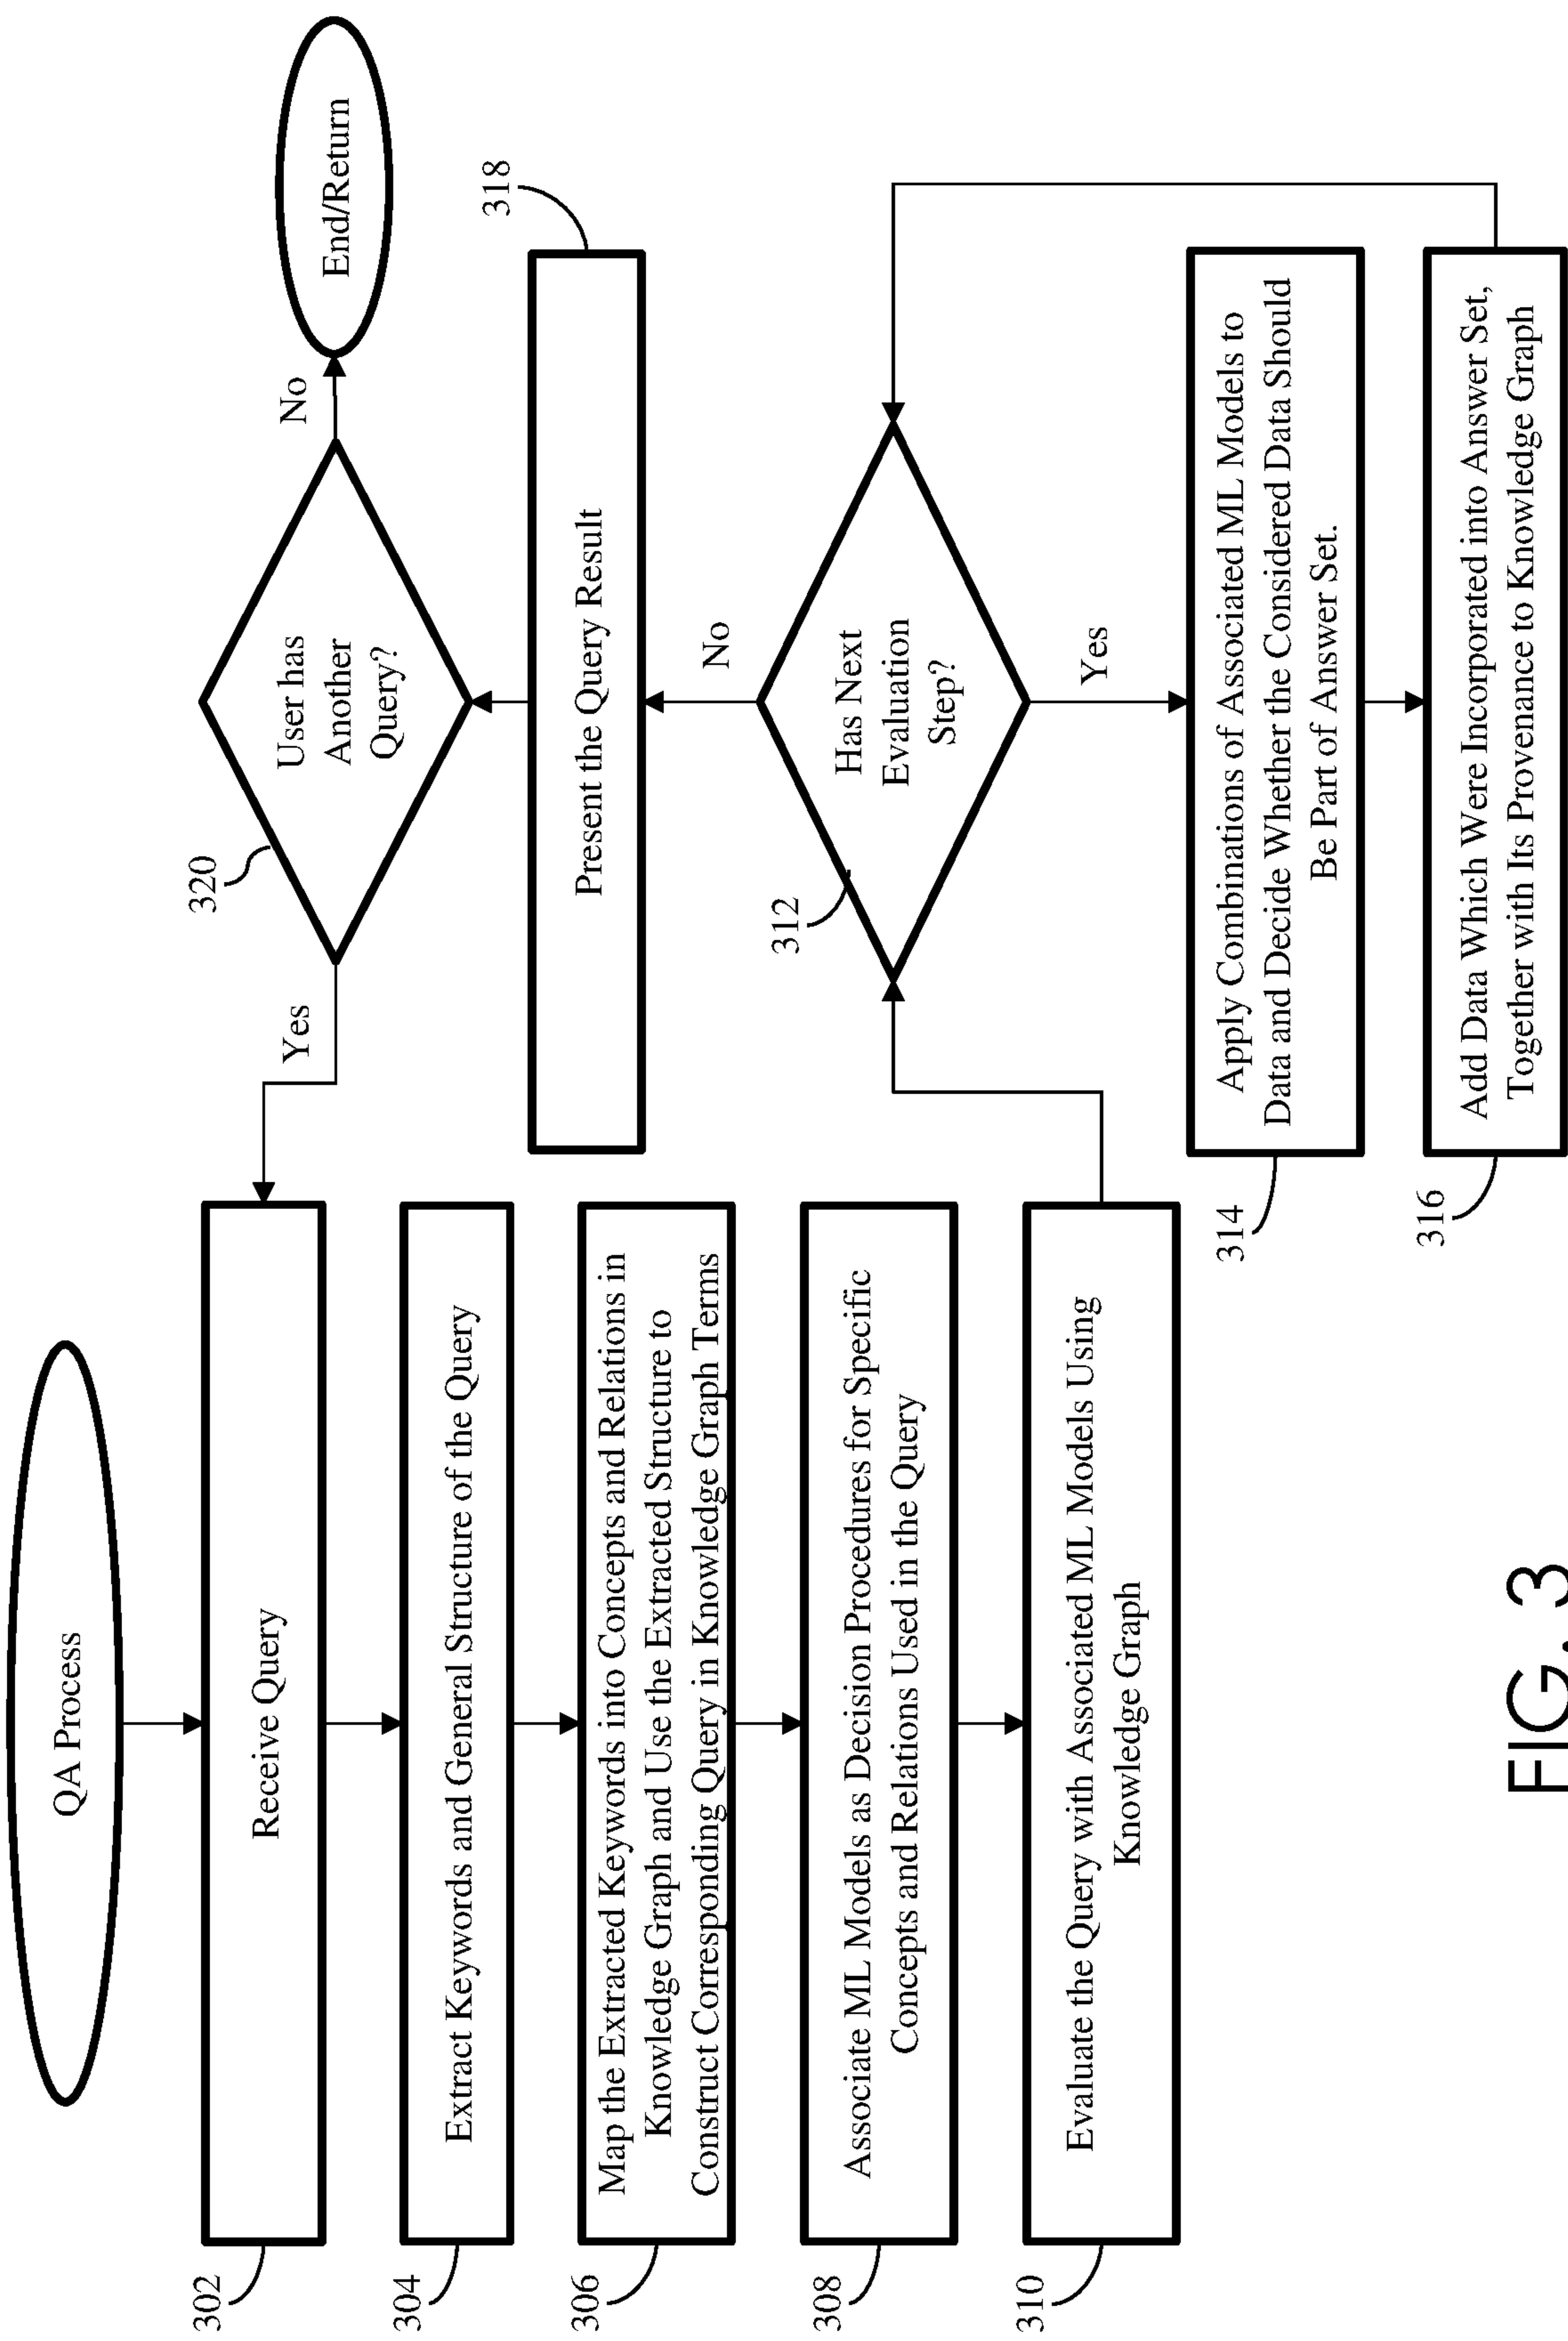 QA Process
302
Receive Query
304
Extract Keywords and General Structure of the Query
306
Map the Extracted Keywords into Concepts and Relations in
Knowledge Graph and Use the Extracted Structure to
Construct Corresponding Query in Knowledge Graph Terms
308
Associate ML Models as Decision Procedures for Specific
Concepts and Relations Used in the Query
310
Evaluate the Query with Associated ML Models Using
Knowledge Graph
320
User has
Another
Query?
Yes
No
End/Return
318
Present the Query Result
No
312
Has Next
Evaluation
Step?
Yes
314
Apply Combinations of Associated ML Models to
Data and Decide Whether the Considered Data Should
Be Part of Answer Set.
316
Add Data Which Were Incorporated into Answer Set,
Together with Its Provenance to Knowledge Graph
FIG. 3